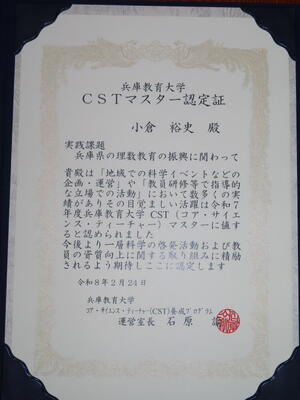 兵庫教育大学
CSTマスター認定証
小倉 裕史 殿
実践課題
兵庫県の理数教育の振興に関わって
貴殿は「地域での科学イベントなどの
企画・運営」や「教員研修等で指導的
な立場での活動」において数多くの実
績がありその目覚ましい活躍は令和7
年度兵庫教育大学CST(コア・サイエ
ンス・ティーチャー)マスターに値す
ると認められました
今後より一層科学の啓発活動および教
員の資質向上に関する取り組みに精励
されるよう期待しここに認定します
令和8年2月24日
兵庫教育大学
コア・サイエンス・ティーチャー(CST)養成プログラム
運営室長 石原 諭